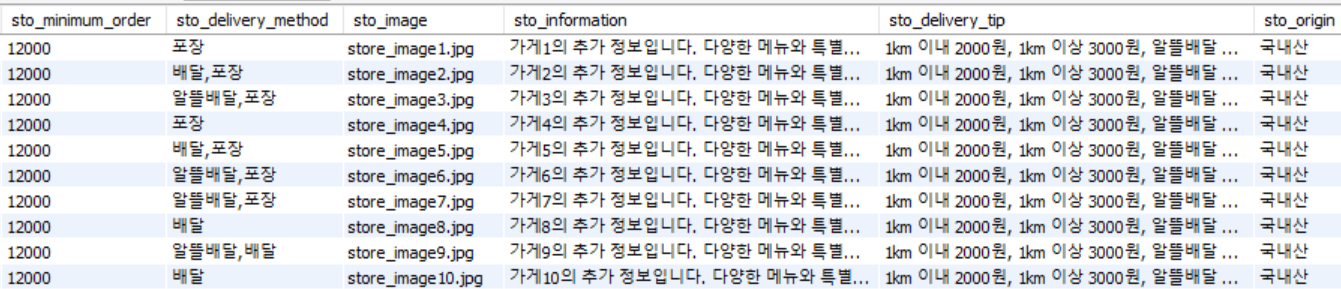 sto_minimum_order sto_delivery_method sto_image sto_information sto_delivery_tip sto_origin
12000 포장 store_image1.jpg 가게1의 추가 정보입니다. 다양한 메뉴와 특별... 1km 이내 2000원, 1km 이상 3000원, 알뜰배달 ... 국내산
12000 배달,포장 store_image2.jpg 가게2의 추가 정보입니다. 다양한 메뉴와 특별... 1km 이내 2000원, 1km 이상 3000원, 알뜰배달 ... 국내산
12000 알뜰배달,포장 store_image3.jpg 가게3의 추가 정보입니다. 다양한 메뉴와 특별... 1km 이내 2000원, 1km 이상 3000원, 알뜰배달 ... 국내산
12000 포장 store_image4.jpg 가게4의 추가 정보입니다. 다양한 메뉴와 특별... 1km 이내 2000원, 1km 이상 3000원, 알뜰배달 ... 국내산
12000 배달,포장 store_image5.jpg 가게5의 추가 정보입니다. 다양한 메뉴와 특별... 1km 이내 2000원, 1km 이상 3000원, 알뜰배달 ... 국내산
12000 알뜰배달,포장 store_image6.jpg 가게6의 추가 정보입니다. 다양한 메뉴와 특별... 1km 이내 2000원, 1km 이상 3000원, 알뜰배달 ... 국내산
12000 알뜰배달,포장 store_image7.jpg 가게7의 추가 정보입니다. 다양한 메뉴와 특별... 1km 이내 2000원, 1km 이상 3000원, 알뜰배달 ... 국내산
12000 배달 store_image8.jpg 가게8의 추가 정보입니다. 다양한 메뉴와 특별... 1km 이내 2000원, 1km 이상 3000원, 알뜰배달 ... 국내산
12000 알뜰배달,배달 store_image9.jpg 가게9의 추가 정보입니다. 다양한 메뉴와 특별... 1km 이내 2000원, 1km 이상 3000원, 알뜰배달 ... 국내산
12000 배달 store_image10.jpg 가게10의 추가 정보입니다. 다양한 메뉴와 특별... 1km 이내 2000원, 1km 이상 3000원, 알뜰배달 ... 국내산